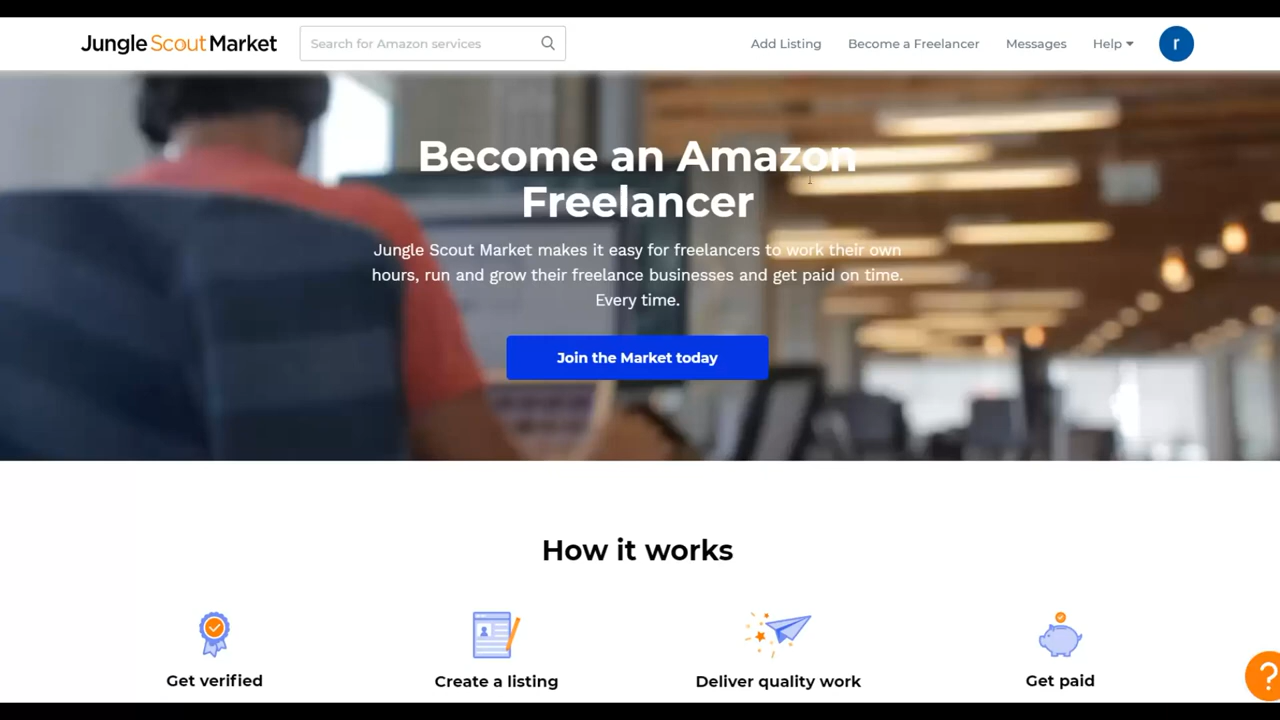 Jungle Scout Market
Search for Amazon services
Add Listing
Become a Freelancer
Messages
Help
r
Become an Amazon
Freelancer
Jungle Scout Market makes it easy for freelancers to work their own
hours, run and grow their freelance businesses and get paid on time.
Every time.
Join the Market today
How it works
Get verified
Create a listing
Deliver quality work
Get paid
?